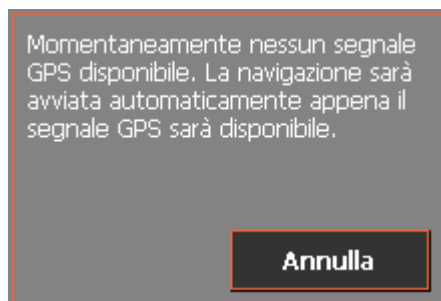 Momentaneamente nessun segnale
GPS disponibile. La navigazione sarà
avviata automaticamente appena il
segnale GPS sarà disponibile.
Annulla